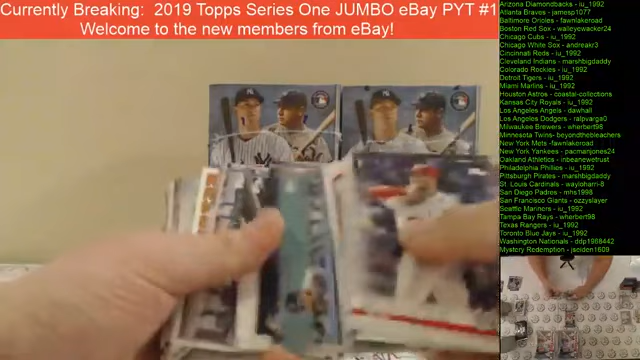 Currently Breaking:  2019 Topps Series One JUMBO eBay PYT #1
Welcome to the new members from eBay!
Arizona Diamondbacks - iu_1992
Atlanta Braves - jamesp1077
Baltimore Orioles - fawnlakeroad
Boston Red Sox - walleywacker24
Chicago Cubs - iu_1992
Chicago White Sox - andreakr3
Cincinnati Reds - iu_1992
Cleveland Indians - marshbigdaddy
Colorado Rockies - iu_1992
Detroit Tigers - iu_1992
Miami Marlins - iu_1992
Houston Astros - coastal-collections
Kansas City Royals - iu_1992
Los Angeles Angels - dawhall
Los Angeles Dodgers - ralpvarga0
Milwaukee Brewers - wherbert98
Minnesota Twins- beyondthebleachers
New York Mets -fawnlakeroad
New York Yankees - pacmanjones24
Oakland Athletics - inbeanewetrust
Philadelphia Phillies - iu_1992
Pittsburgh Pirates - marshbigdaddy
St. Louis Cardinals - wayloharri-8
San Diego Padres - mhs1998
San Francisco Giants - ozzyslayer
Seattle Mariners - iu_1992
Tampa Bay Rays - wherbert98
Texas Rangers - iu_1992
Toronto Blue Jays - iu_1992
Washington Nationals - ddp1988442
Mystery Redemption - jseiden1609